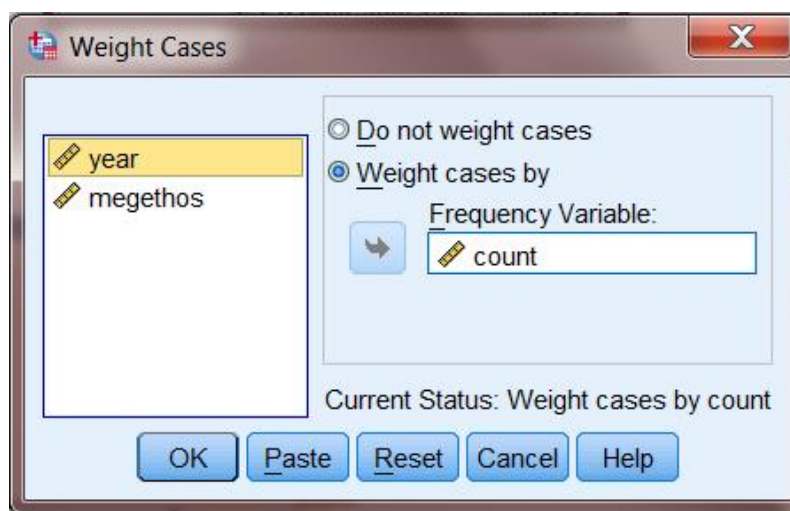 Weight Cases
year
megethos
Do not weight cases
Weight cases by
Frequency Variable:
count
Current Status: Weight cases by count
OK Paste Reset Cancel Help